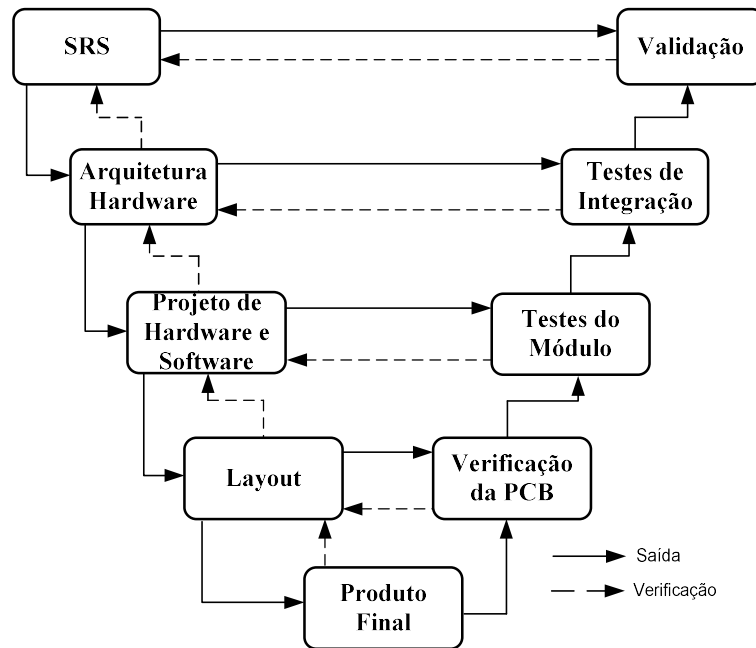 SRS
Validação
Arquitetura
Hardware
Testes de
Integração
Projeto de
Hardware e
Software
Testes do
Módulo
Layout
Verificação
da PCB
Produto
Final
Saída
Verificação